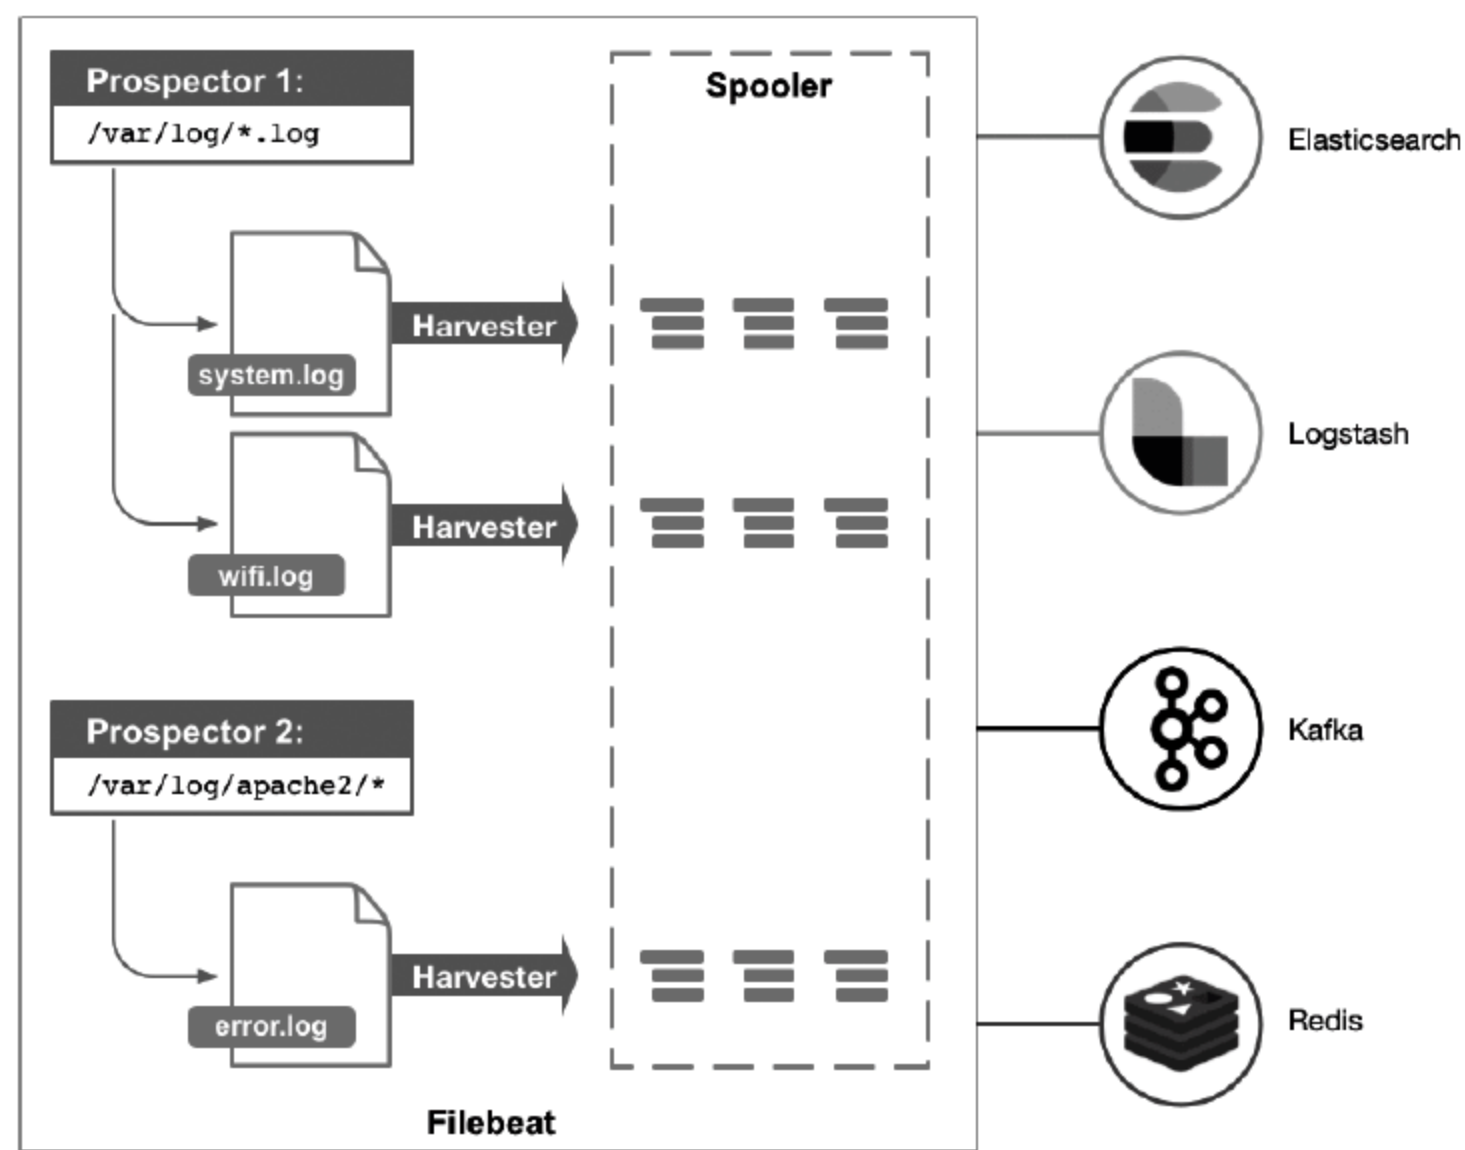 Prospector 1:
/var/log/*.log
system.log
Harvester
wifi.log
Harvester
Prospector 2:
/var/log/apache2/*
error.log
Harvester
Spooler
Filebeat
Elasticsearch
Logstash
Kafka
Redis